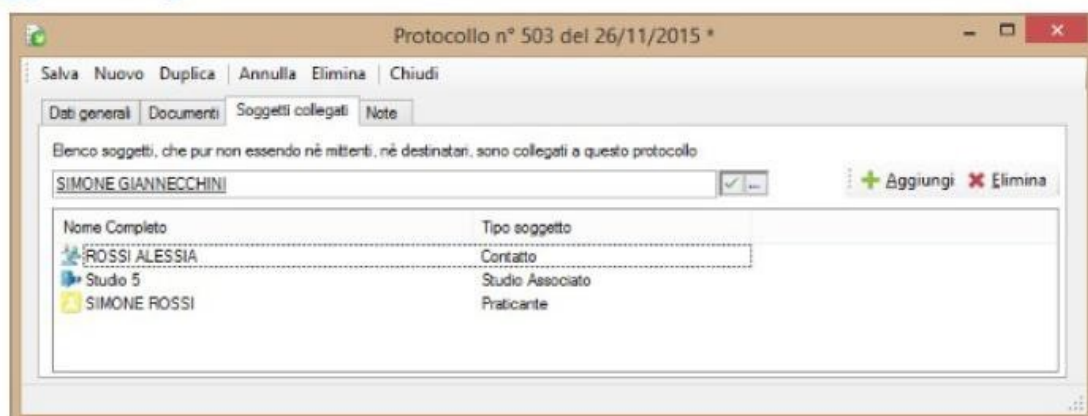 Protocollo n° 503 del 26/11/2015 *
Salva Nuovo Duplica Annulla Elimina Chiudi
Dati generali Documenti Soggetti collegati Note
Elenco soggetti, che pur non essendo nè mittenti, nè destinatari, sono collegati a questo protocollo
SIMONE GIANNECCHINI ... Aggiungi Elimina
Nome Completo Tipo soggetto
ROSSI ALESSIA Contatto
Studio 5 Studio Associato
SIMONE ROSSI Praticante